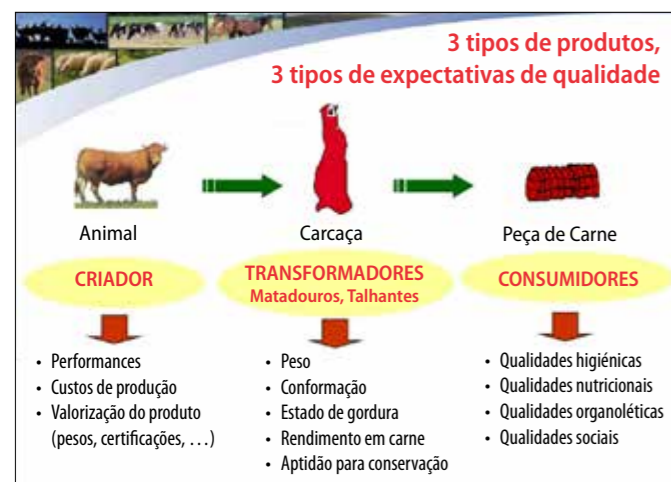 3 tipos de produtos,
3 tipos de expectativas de qualidade
Animal
Carcaça
Peça de Carne
CRIADOR
TRANSFORMADORES
Matadouros, Talhantes
CONSUMIDORES
• Performances
• Custos de produção
• Valorização do produto
(pesos, certificações, …)
• Peso
• Conformação
• Estado de gordura
• Rendimento em carne
• Aptidão para conservação
• Qualidades higiénicas
• Qualidades nutricionais
• Qualidades organoléticas
• Qualidades sociais